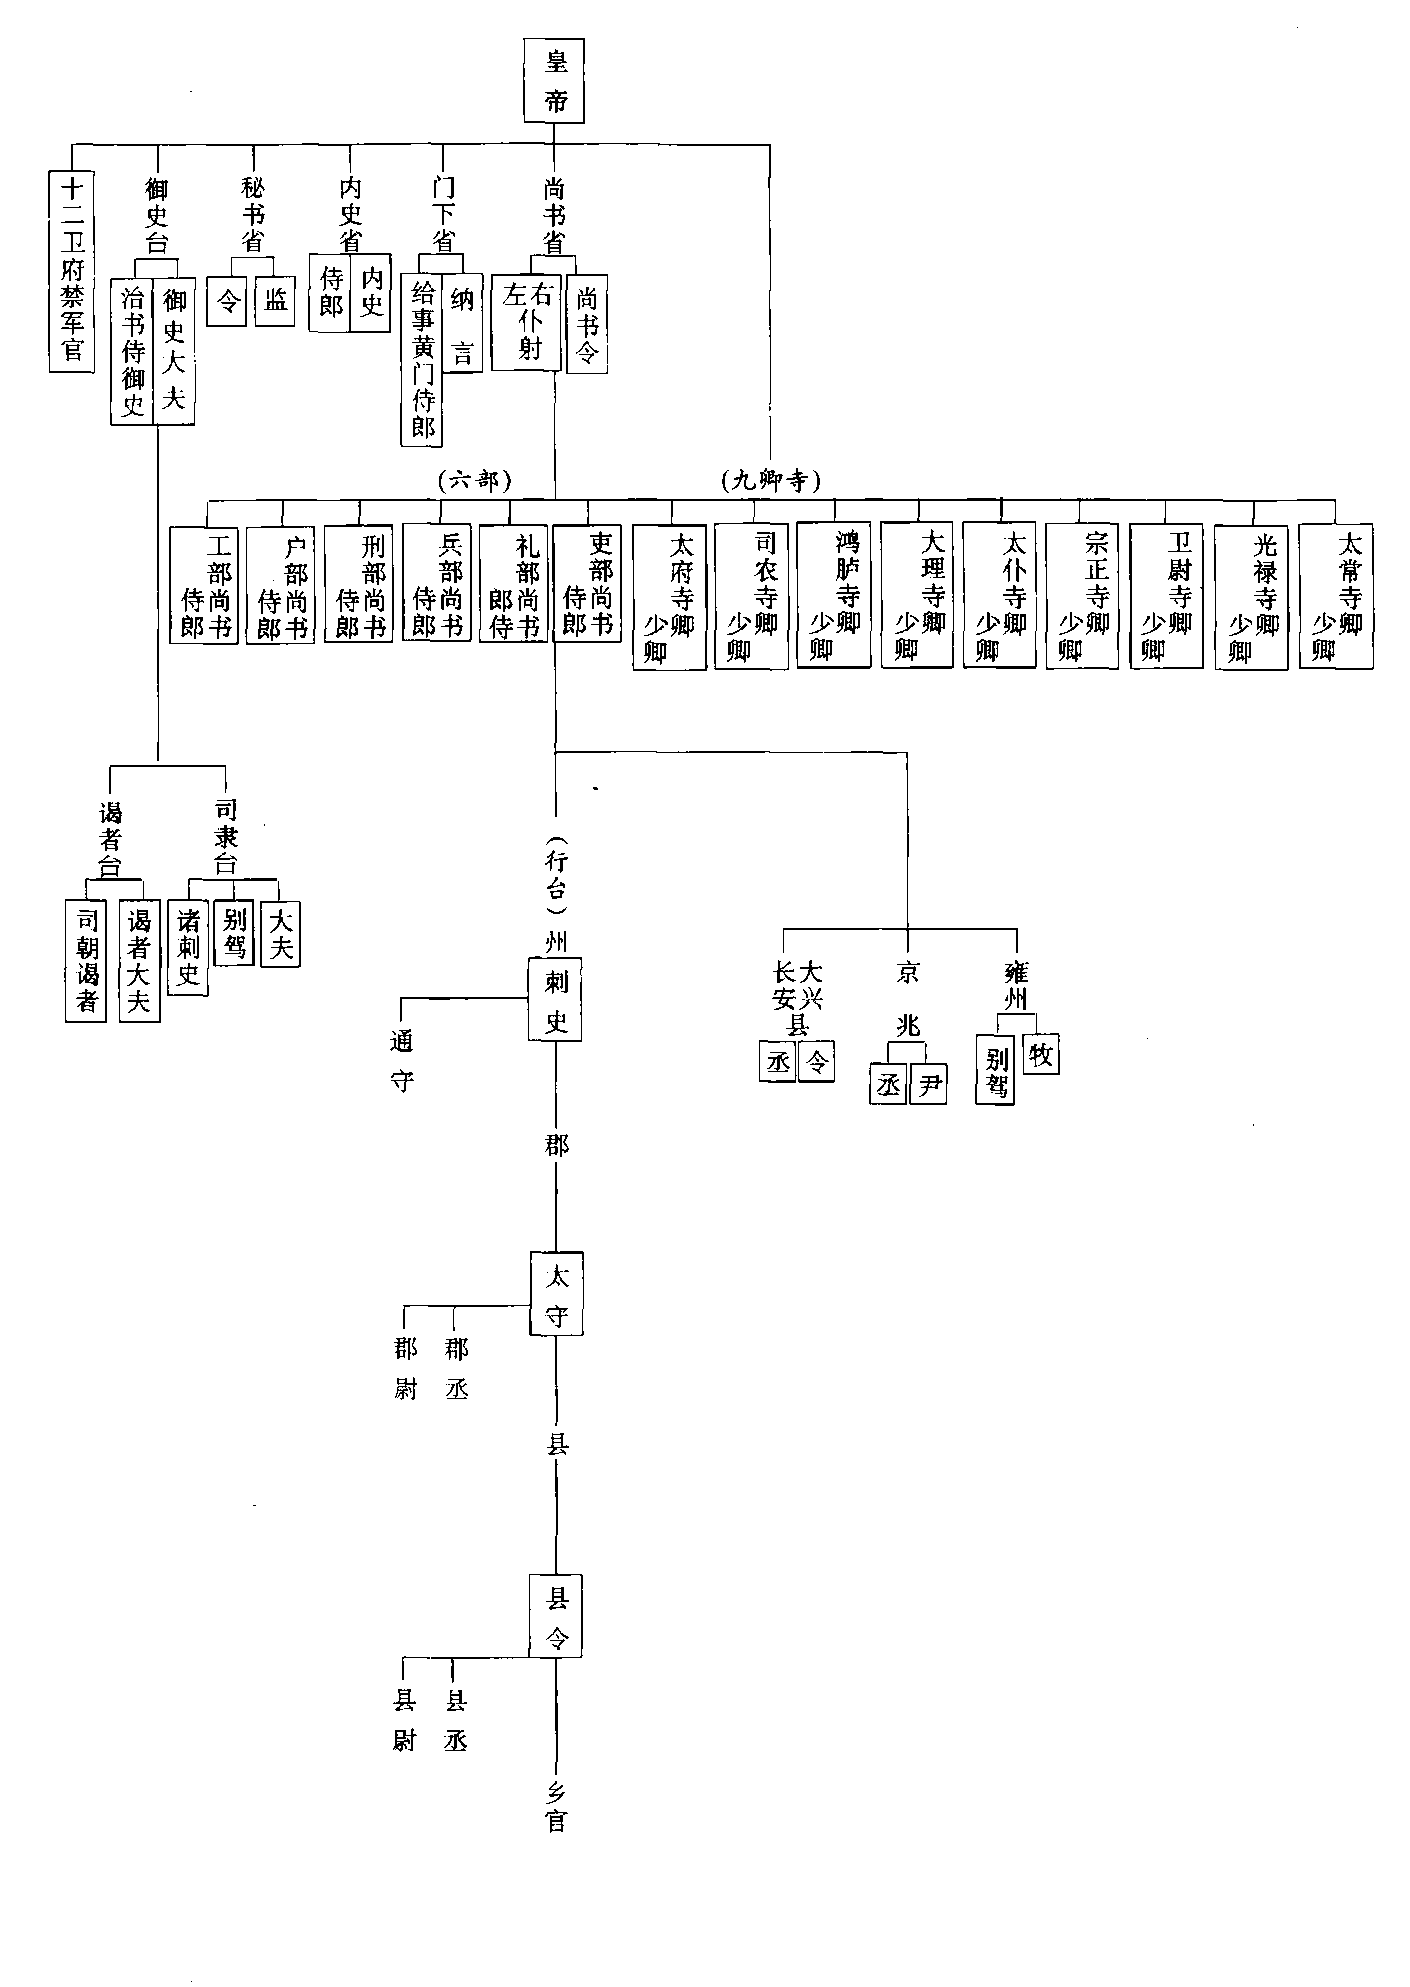 皇帝
尚书省
尚书令
左右仆射
门下省
纳言
给事黄门侍郎
内史省
内史
侍郎
秘书省
监
令
御史台
御史大夫
治书侍御史
十二卫府禁军官
(六部)
(九卿寺)
太常寺卿
少卿
光禄寺卿
少卿
卫尉寺卿
少卿
宗正寺卿
少卿
太仆寺卿
少卿
大理寺卿
少卿
鸿胪寺卿
少卿
司农寺卿
少卿
太府寺卿
少卿
吏部尚书
侍郎
礼部尚书
郎侍
兵部尚书
侍郎
刑部尚书
侍郎
户部尚书
侍郎
工部尚书
侍郎
司隶台
大夫
别驾
诸刺史
谒者台
谒者大夫
司朝谒者
雍州
牧
别驾
京兆
尹
丞
大兴
长安
县
令
丞
(行台)州
刺史
通守
郡
太守
郡丞
郡尉
县
县令
县丞
县尉
乡官